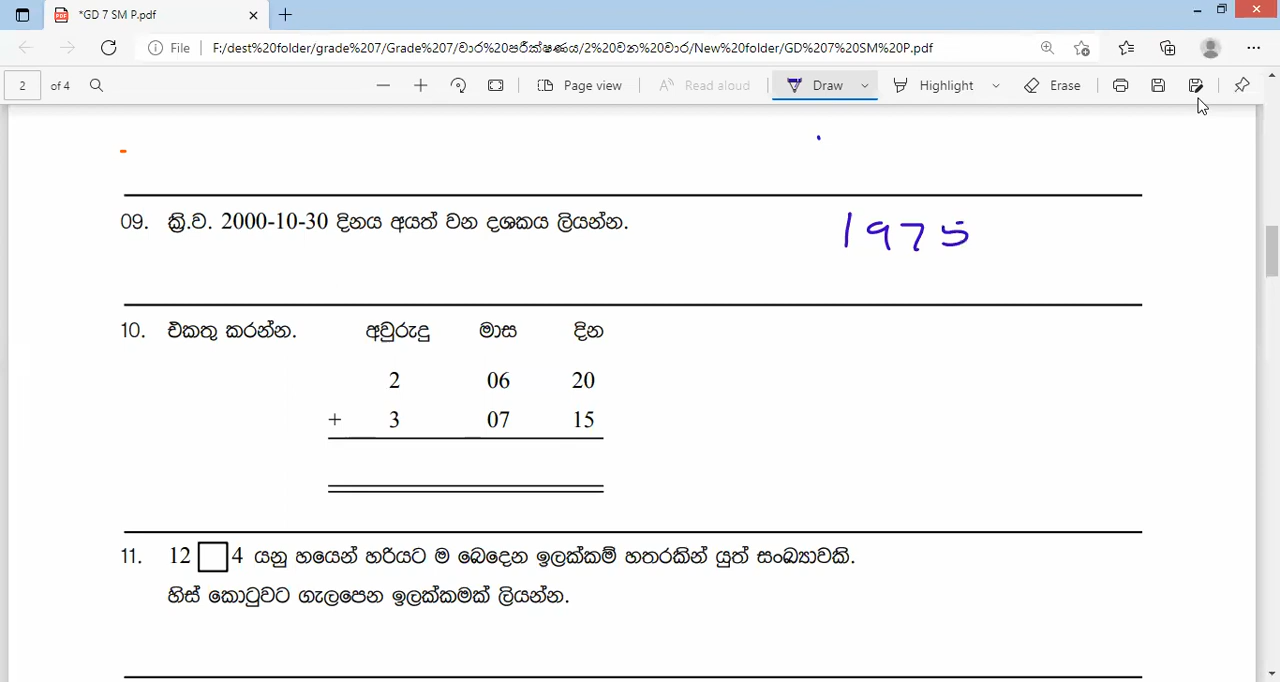 *GD 7 SM P.pdf
File F:/dest%20folder/grade%207/Grade%207/වාර%20පරීක්ෂණය/2%20වන%20වාර/New%20folder/GD%207%20SM%20P.pdf
2 of 4 Page view Read aloud Draw Highlight Erase
09. ක්‍රි.ව. 2000-10-30 දිනය අයත් වන දශකය ලියන්න. 1975
10. එකතු කරන්න. අවුරුදු මාස දින
2 06 20
+ 3 07 15
11. 12 □ 4 යනු හයෙන් හරියට ම බෙදෙන ඉලක්කම් හතරකින් යුත් සංඛ්‍යාවකි.
හිස් කොටුවට ගැලපෙන ඉලක්කමක් ලියන්න.